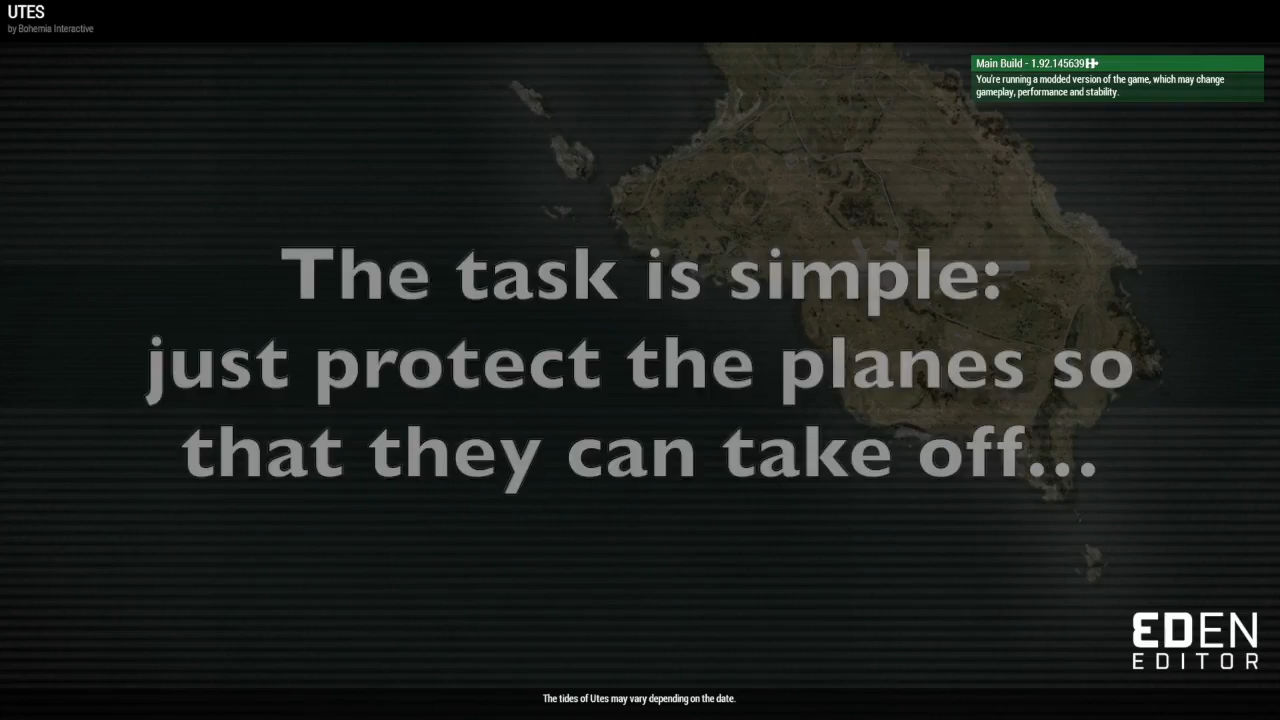 UTES
by Bohemia Interactive
Main Build - 1.92.145639
You're running a modded version of the game, which may change
gameplay, performance and stability.
The task is simple:
just protect the planes so
that they can take off...
EDEN
EDITOR
The tides of Utes may vary depending on the date.